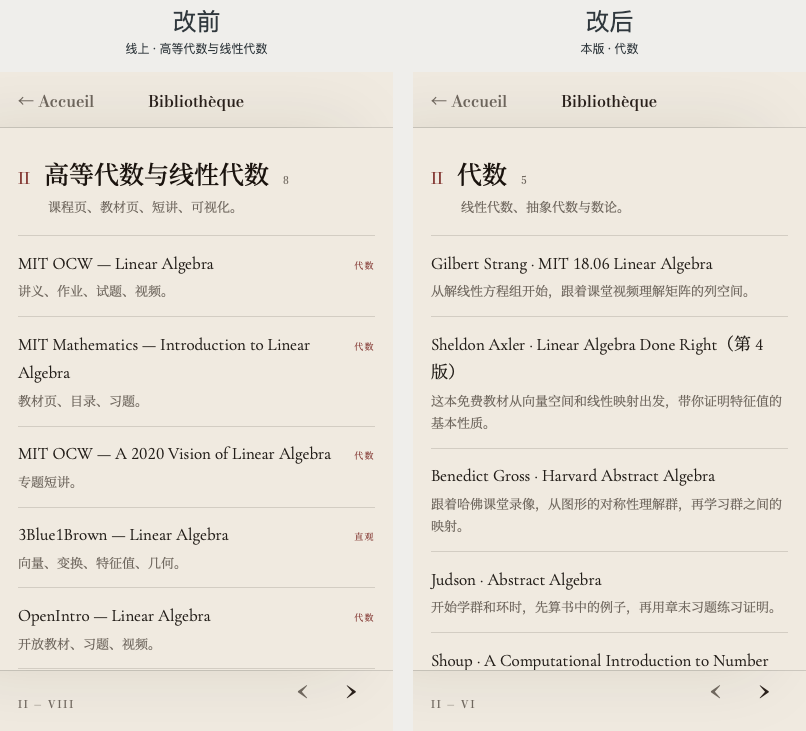 改前
线上 · 高等代数与线性代数
← Accueil
Bibliothèque
II 高等代数与线性代数 8
课程页、教材页、短讲、可视化。
MIT OCW — Linear Algebra 代数
讲义、作业、试题、视频。
MIT Mathematics — Introduction to Linear 代数
Algebra
教材页、目录、习题。
MIT OCW — A 2020 Vision of Linear Algebra 代数
专题短讲。
3Blue1Brown — Linear Algebra 直观
向量、变换、特征值、几何。
OpenIntro — Linear Algebra 代数
开放教材、习题、视频。
II — VIII
改后
本版 · 代数
← Accueil
Bibliothèque
II 代数 5
线性代数、抽象代数与数论。
Gilbert Strang · MIT 18.06 Linear Algebra
从解线性方程组开始，跟着课堂视频理解矩阵的列空间。
Sheldon Axler · Linear Algebra Done Right（第 4
版）
这本免费教材从向量空间和线性映射出发，带你证明特征值的
基本性质。
Benedict Gross · Harvard Abstract Algebra
跟着哈佛课堂录像，从图形的对称性理解群，再学习群之间的
映射。
Judson · Abstract Algebra
开始学群和环时，先算书中的例子，再用章末习题练习证明。
Shoup · A Computational Introduction to Number
II — VI